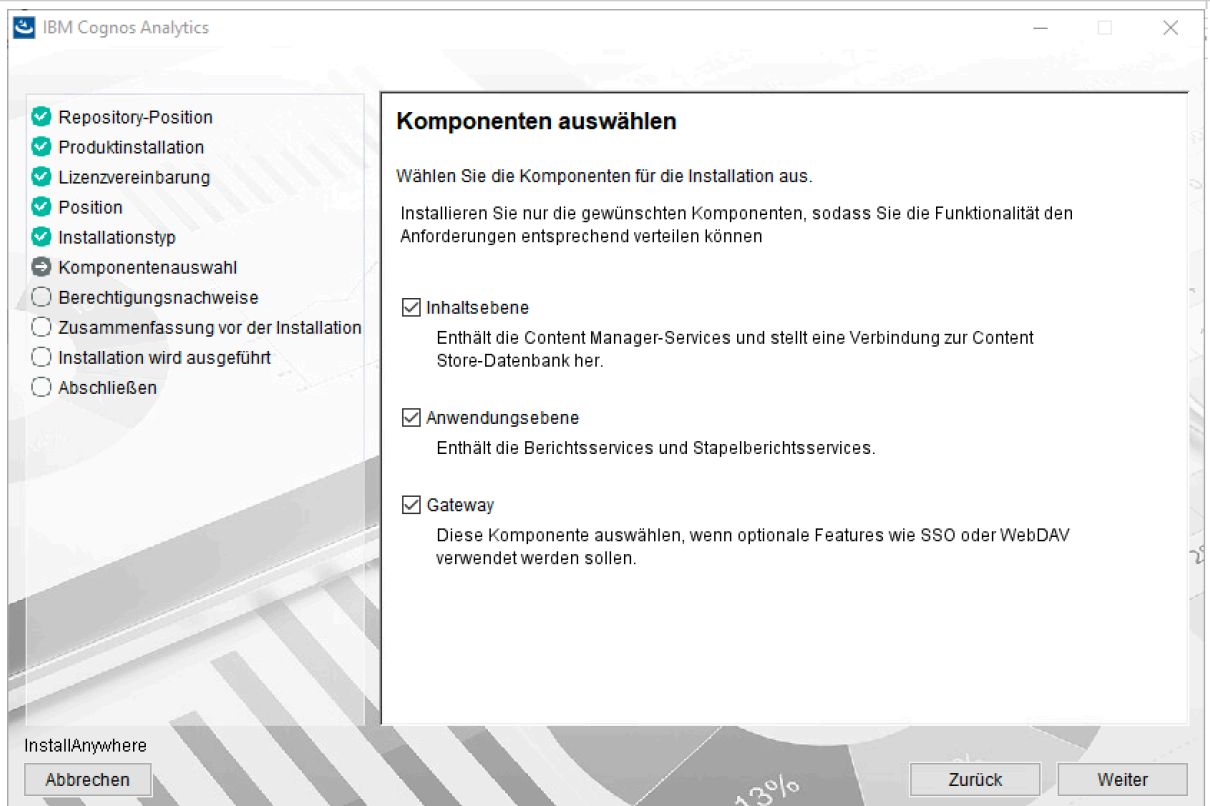 IBM Cognos Analytics
Repository-Position
Produktinstallation
Lizenzvereinbarung
Position
Installationstyp
Komponentenauswahl
Berechtigungsnachweise
Zusammenfassung vor der Installation
Installation wird ausgeführt
Abschließen
Komponenten auswählen
Wählen Sie die Komponenten für die Installation aus.
Installieren Sie nur die gewünschten Komponenten, sodass Sie die Funktionalität den
Anforderungen entsprechend verteilen können
Inhaltsebene
Enthält die Content Manager-Services und stellt eine Verbindung zur Content
Store-Datenbank her.
Anwendungsebene
Enthält die Berichtsservices und Stapelberichtsservices.
Gateway
Diese Komponente auswählen, wenn optionale Features wie SSO oder WebDAV
verwendet werden sollen.
InstallAnywhere
Abbrechen
13%
Zurück
Weiter